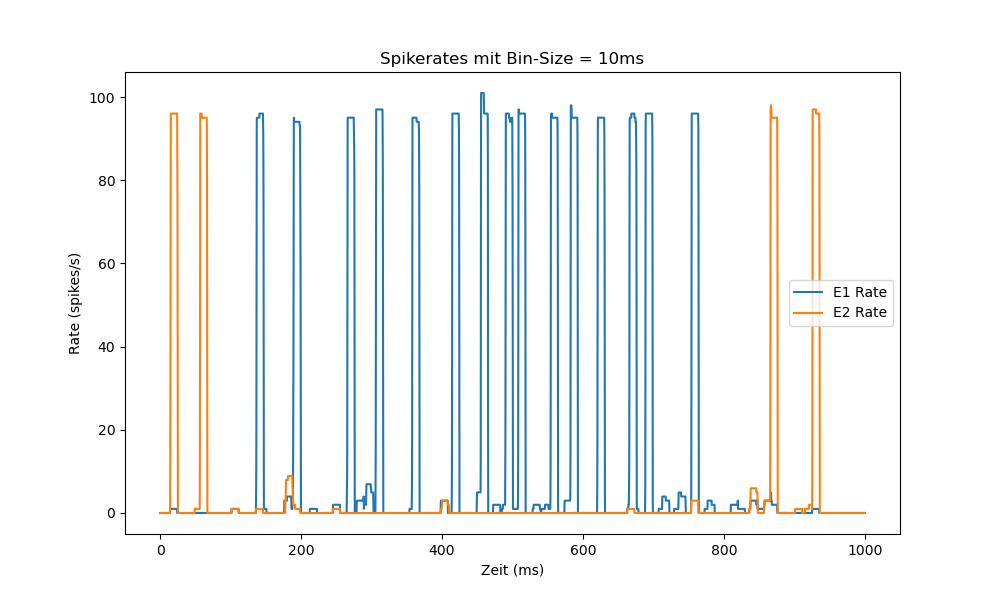 Spikerates mit Bin-Size = 10ms
100
80
60
40
20
0
Rate (spikes/s)
E1 Rate
E2 Rate
0
200
400
600
800
1000
Zeit (ms)